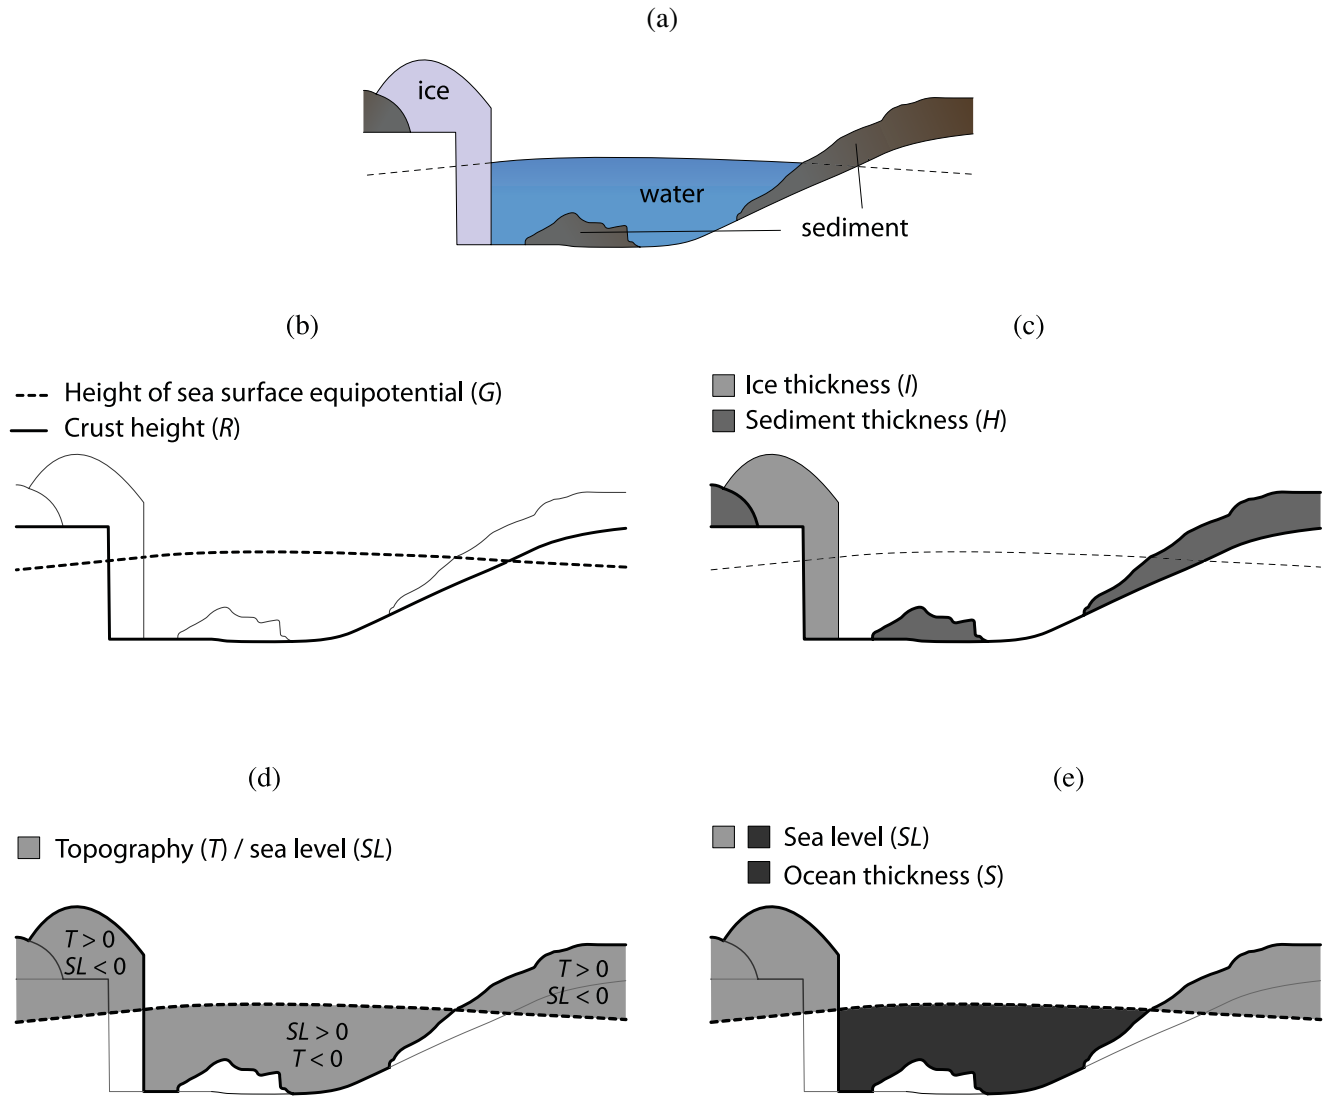 (a)
ice
water
sediment
(b)
Height of sea surface equipotential (G)
Crust height (R)
(c)
Ice thickness (I)
Sediment thickness (H)
(d)
Topography (T) / sea level (SL)
T > 0
SL < 0
SL > 0
T < 0
T > 0
SL < 0
(e)
Sea level (SL)
Ocean thickness (S)